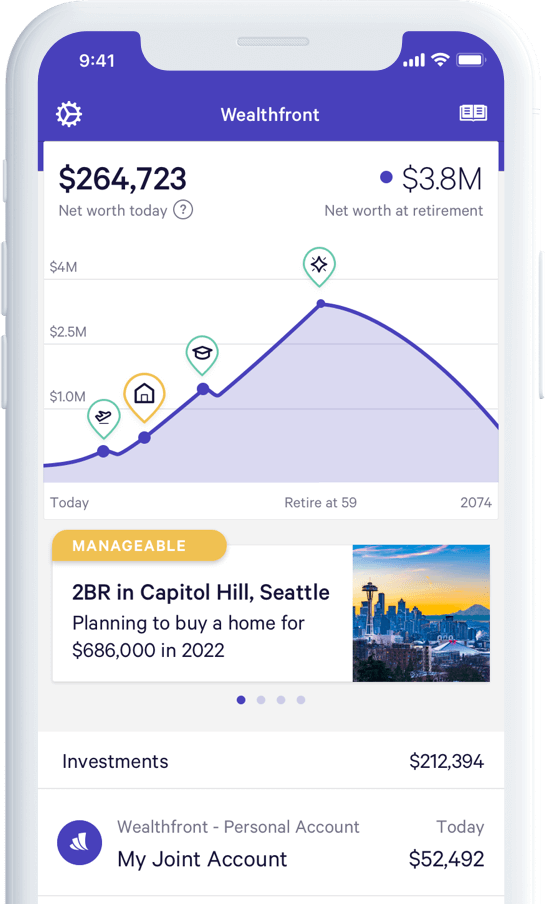 9:41
Wealthfront
$264,723
$3.8M
Net worth today ?
Net worth at retirement
$4M
$2.5M
$1.0M
Today
Retire at 59
2074
MANAGEABLE
2BR in Capitol Hill, Seattle
Planning to buy a home for
$686,000 in 2022
Investments
$212,394
Wealthfront - Personal Account
Today
My Joint Account
$52,492